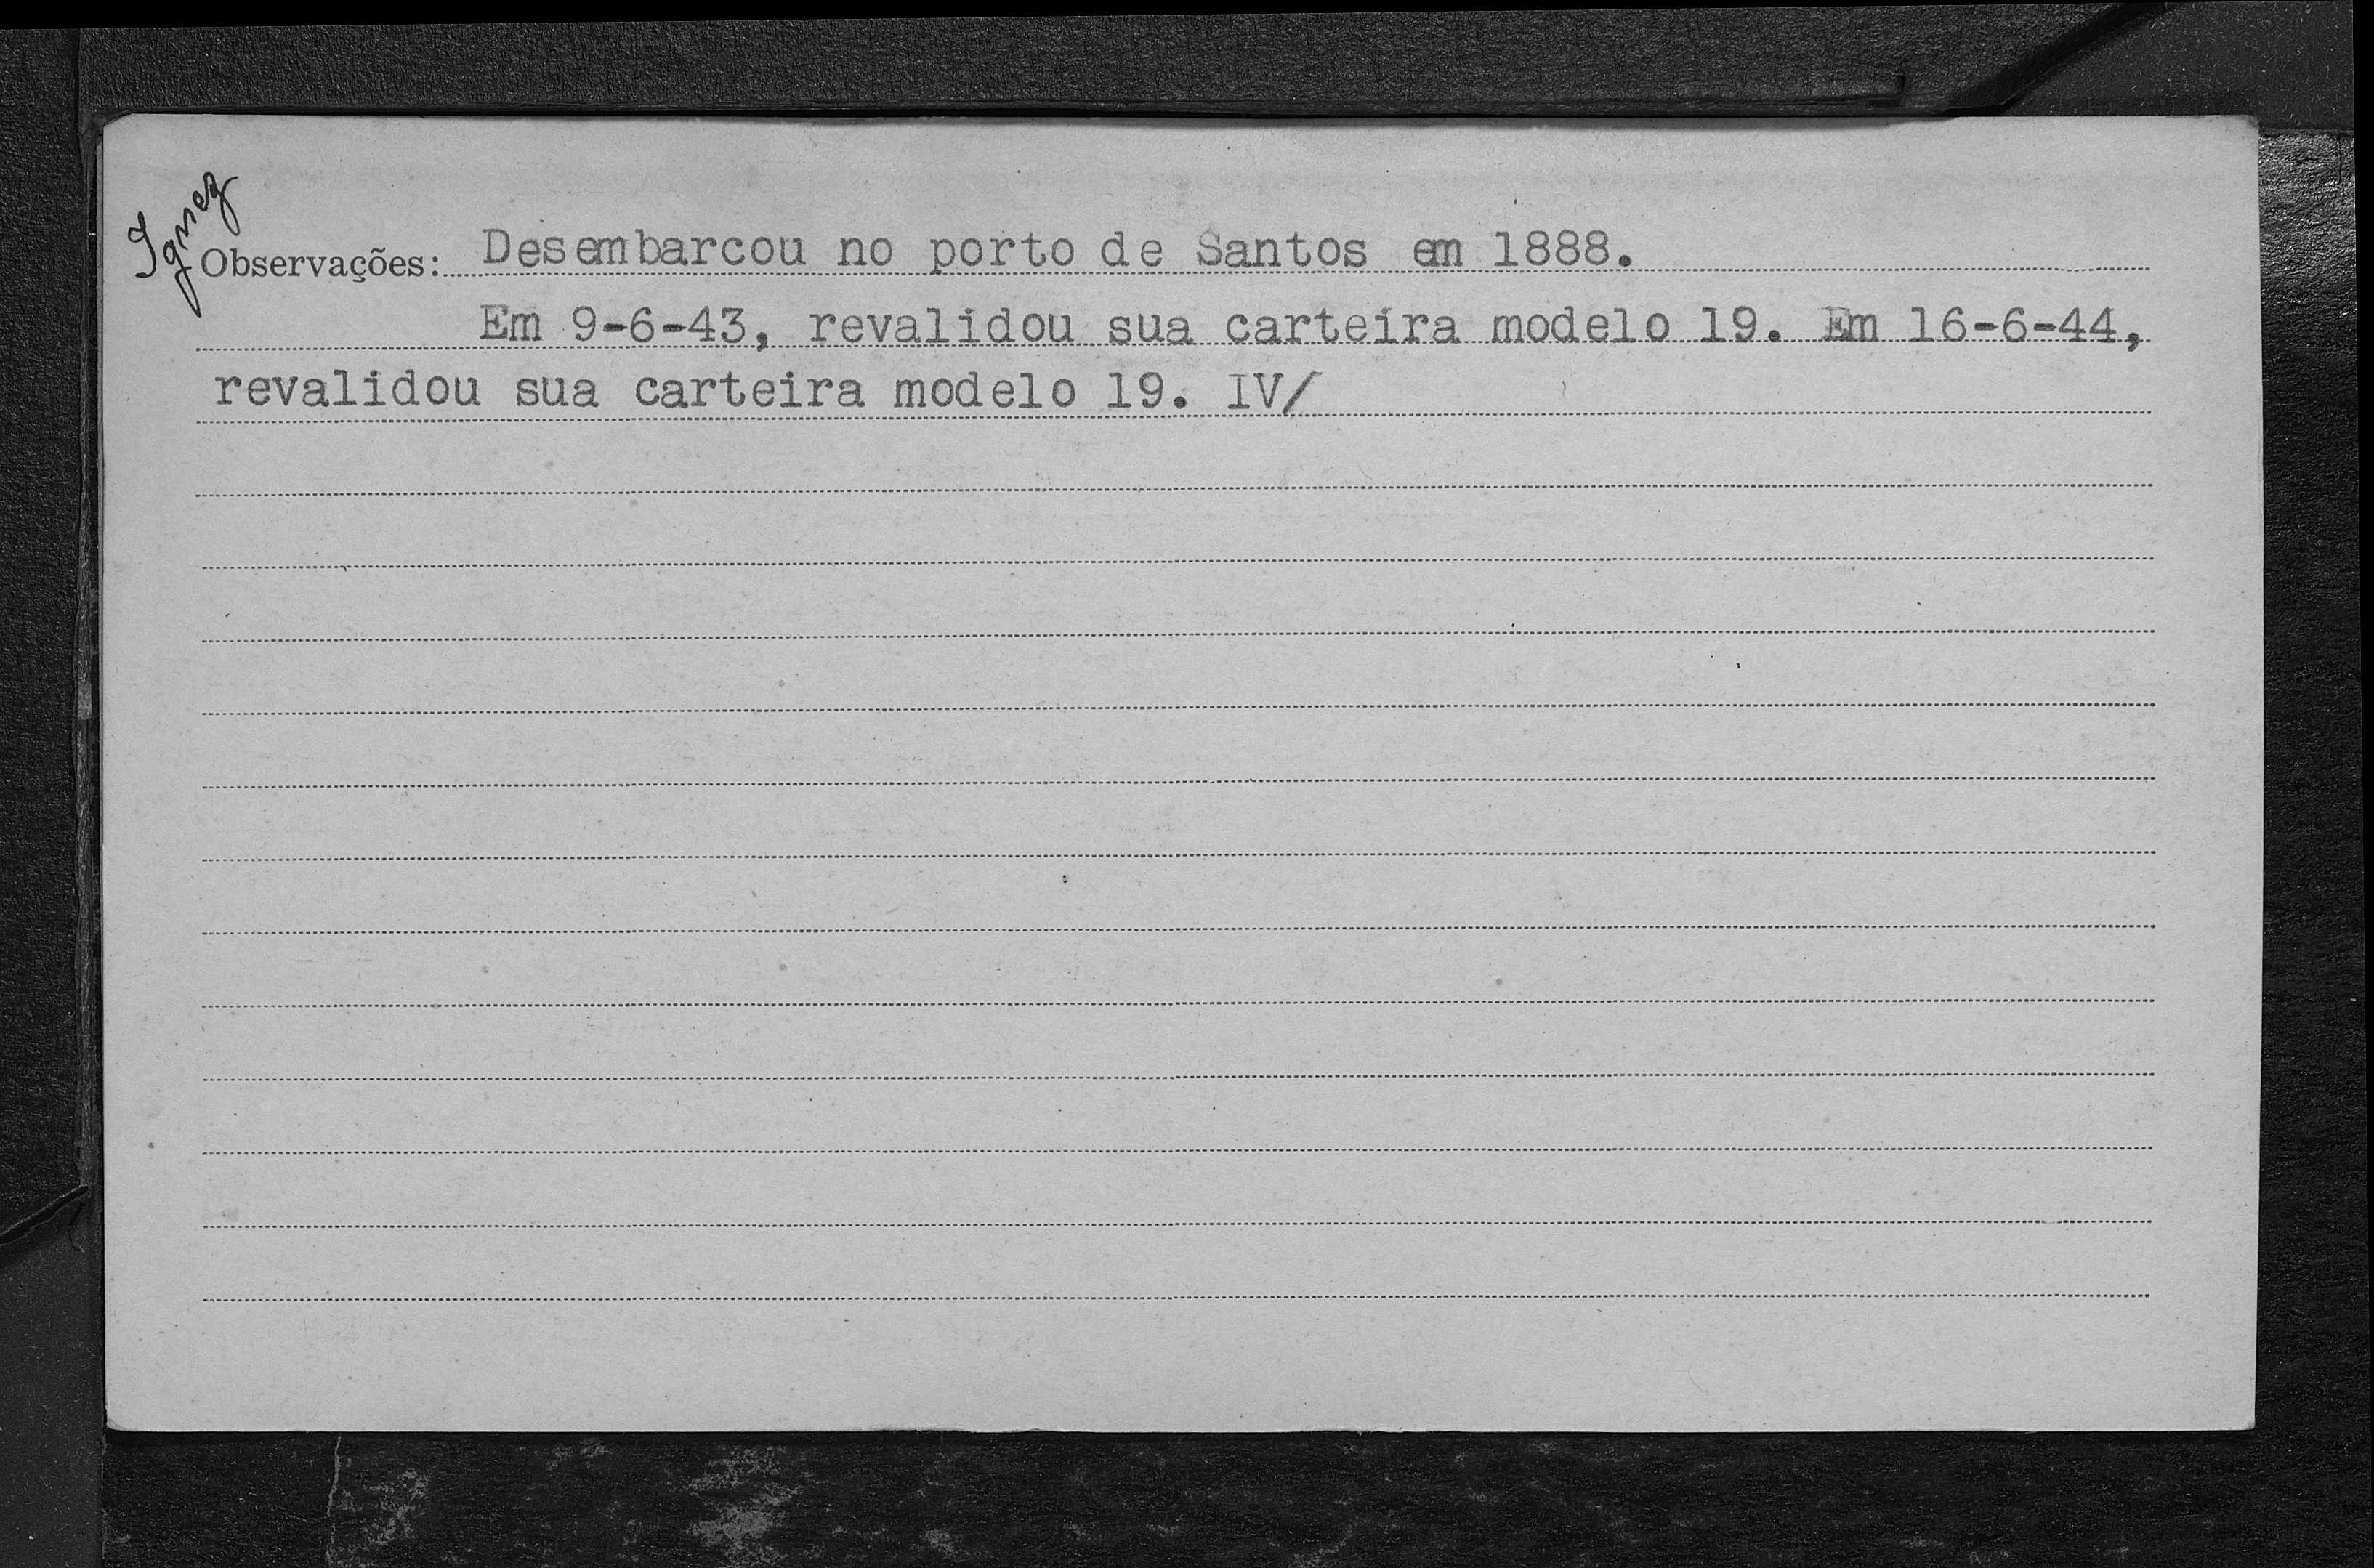 Ignez
Observações: Desembarcou no porto de Santos em 1888.
Em 9-6-43, revalidou sua carteira modelo 19. Em 16-6-44,
revalidou sua carteira modelo 19. IV/